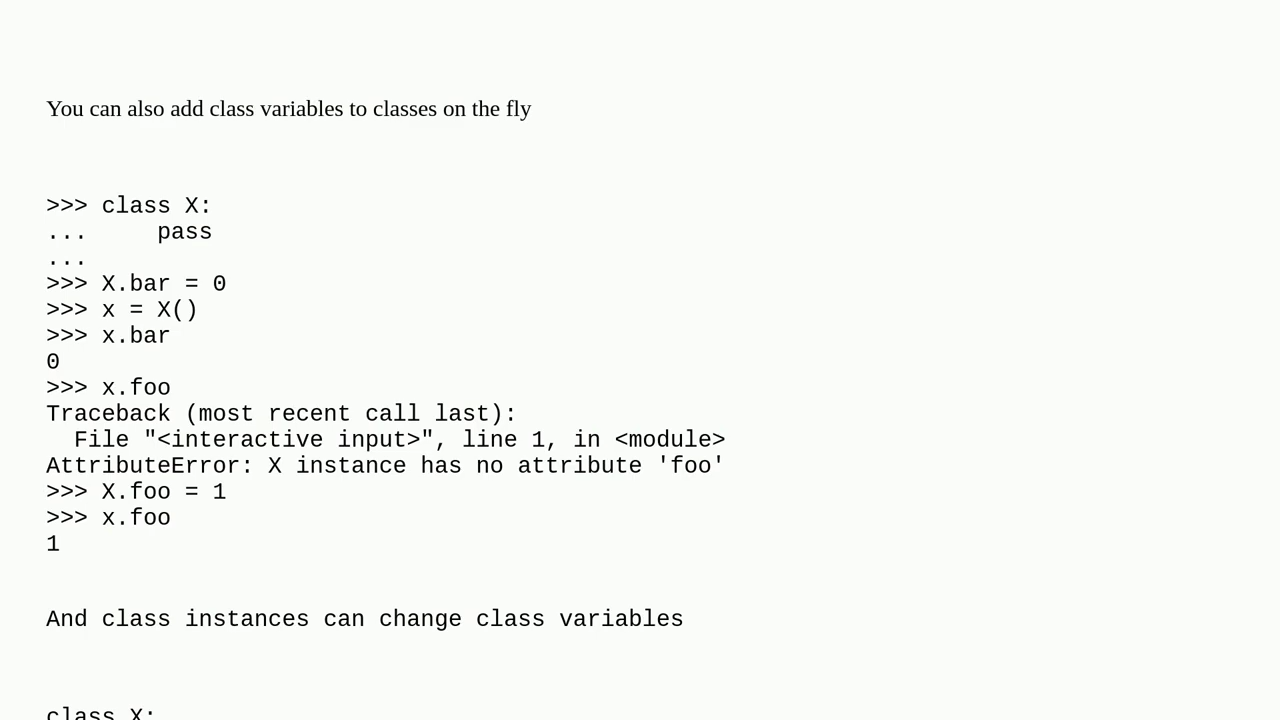 You can also add class variables to classes on the fly
>>> class X:
...     pass
...
>>> X.bar = 0
>>> x = X()
>>> x.bar
0
>>> x.foo
Traceback (most recent call last):
  File "<interactive input>", line 1, in <module>
AttributeError: X instance has no attribute 'foo'
>>> X.foo = 1
>>> x.foo
1
And class instances can change class variables
class X: